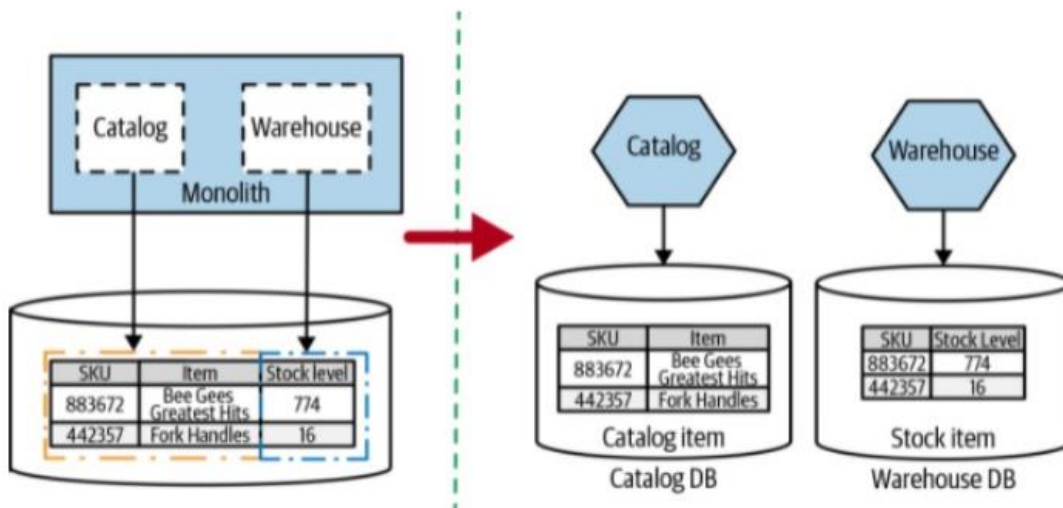 Catalog
Warehouse
Monolith
SKU Item Stock level
883672 Bee Gees
Greatest Hits 774
442357 Fork Handles 16
Catalog
Warehouse
SKU Item
883672 Bee Gees
Greatest Hits
442357 Fork Handles
Catalog item
Catalog DB
SKU Stock Level
883672 774
442357 16
Stock item
Warehouse DB